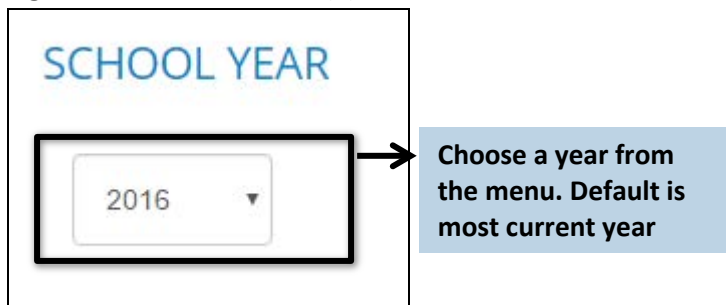 SCHOOL YEAR
2016
Choose a year from
the menu. Default is
most current year